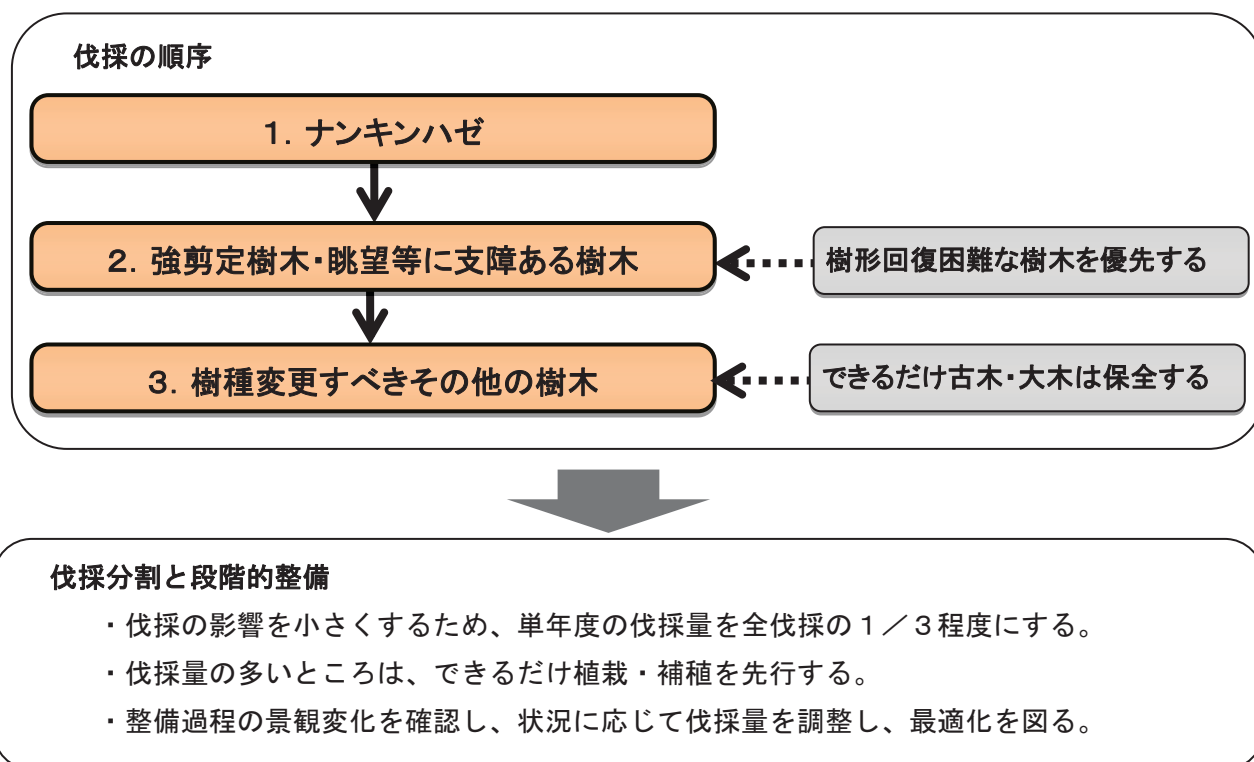 伐採の順序
１．ナンキンハゼ
２．強剪定樹木・眺望等に支障ある樹木
樹形回復困難な樹木を優先する
３．樹種変更すべきその他の樹木
できるだけ古木・大木は保全する
伐採分割と段階的整備
・伐採の影響を小さくするため、単年度の伐採量を全伐採の１／３程度にする。
・伐採量の多いところは、できるだけ植栽・補植を先行する。
・整備過程の景観変化を確認し、状況に応じて伐採量を調整し、最適化を図る。